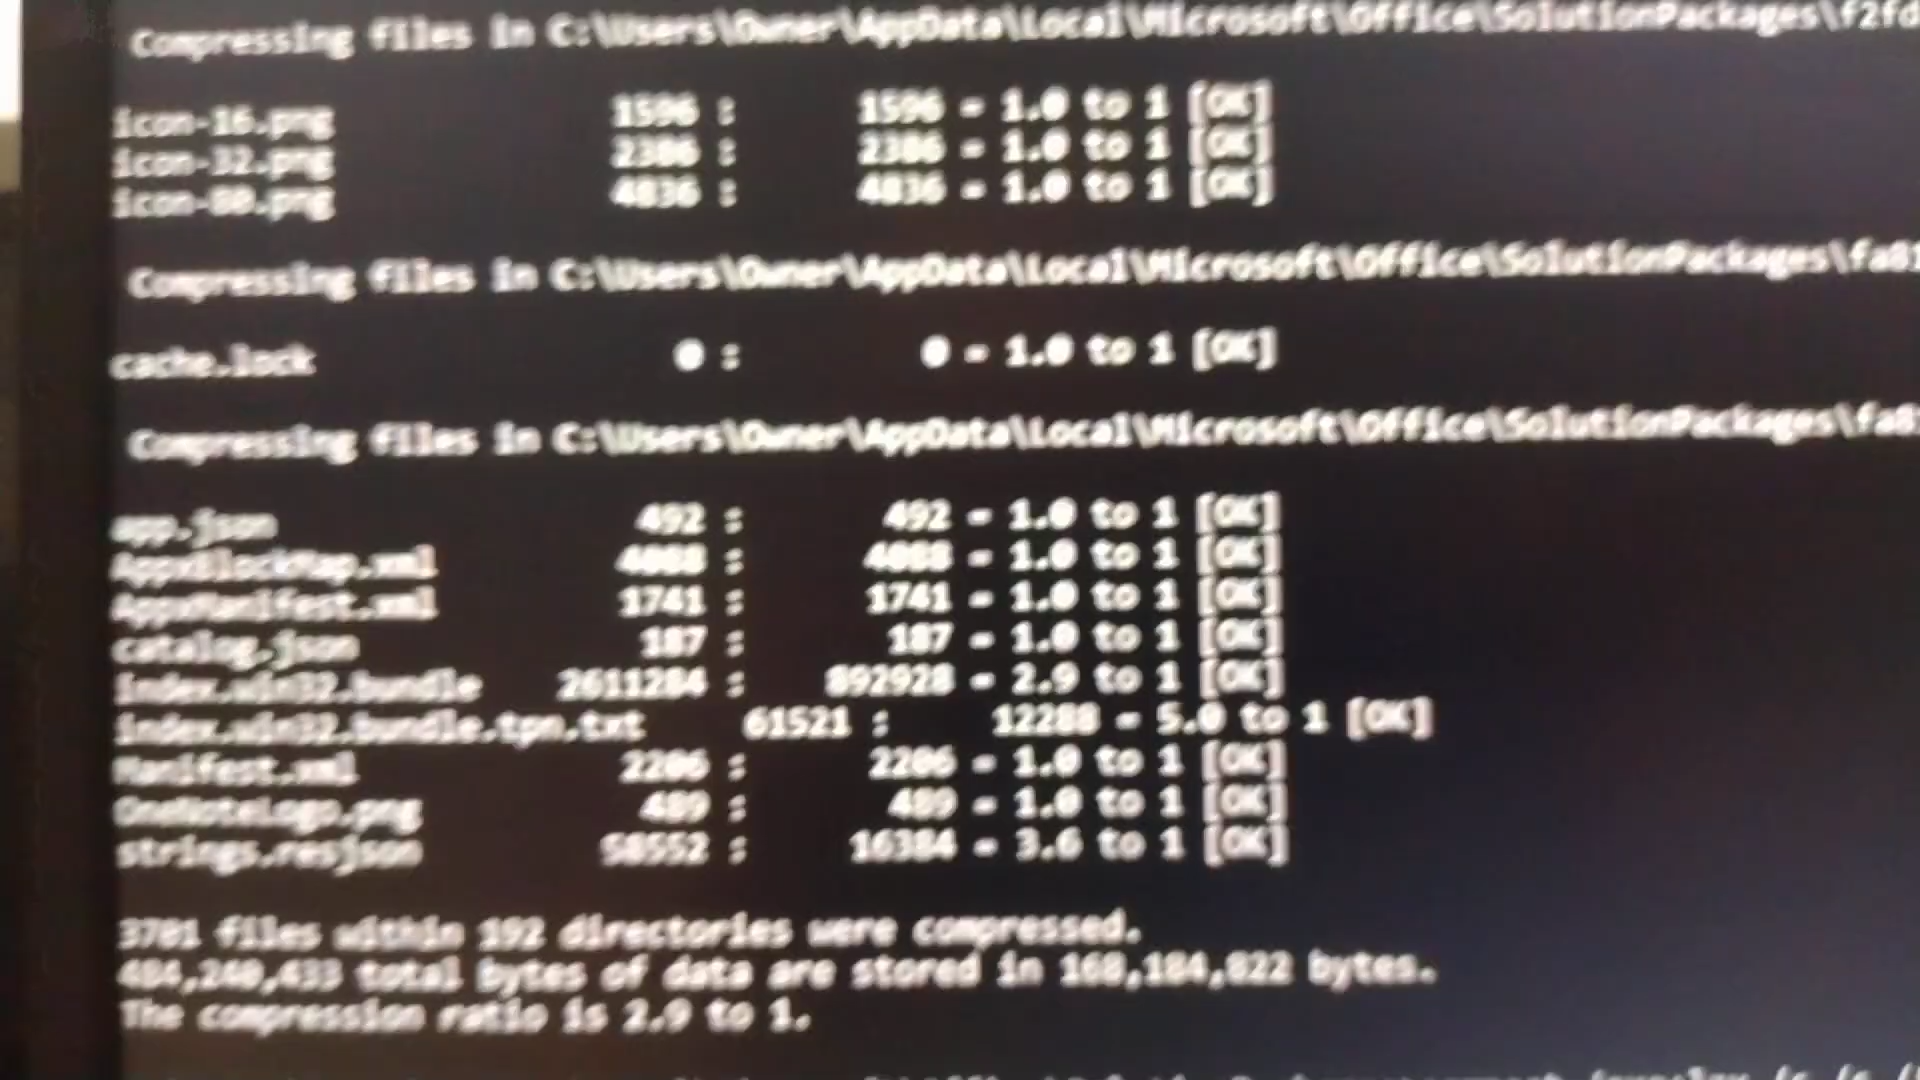 Compressing files in C:\Users\Owner\AppData\Local\Microsoft\Office\SolutionPackages\f2fd
icon-16.png 1596 : 1596 = 1.0 to 1 [OK]
icon-32.png 2386 : 2386 = 1.0 to 1 [OK]
icon-80.png 4836 : 4836 = 1.0 to 1 [OK]
Compressing files in C:\Users\Owner\AppData\Local\Microsoft\Office\SolutionPackages\fa81
cache.lock 0 : 0 = 1.0 to 1 [OK]
Compressing files in C:\Users\Owner\AppData\Local\Microsoft\Office\SolutionPackages\fa81
app.json 492 : 492 = 1.0 to 1 [OK]
AppxBlockMap.xml 4088 : 4088 = 1.0 to 1 [OK]
AppxManifest.xml 1741 : 1741 = 1.0 to 1 [OK]
catalog.json 187 : 187 = 1.0 to 1 [OK]
index.win32.bundle 2611284 : 892928 = 2.9 to 1 [OK]
index.win32.bundle.tpn.txt 61521 : 12288 = 5.0 to 1 [OK]
Manifest.xml 2206 : 2206 = 1.0 to 1 [OK]
OneNoteLogo.png 489 : 489 = 1.0 to 1 [OK]
strings.resjson 58552 : 16384 = 3.6 to 1 [OK]
3701 files within 192 directories were compressed.
484,240,433 total bytes of data are stored in 168,184,822 bytes.
The compression ratio is 2.9 to 1.